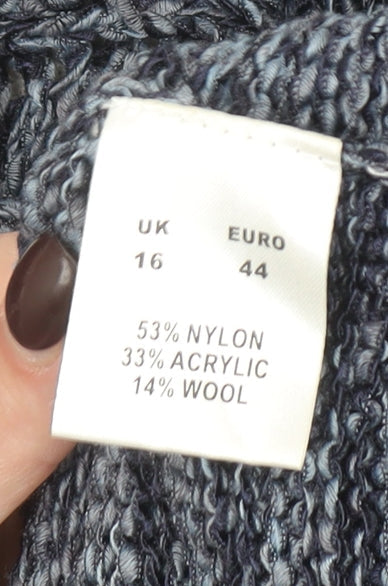 UK EURO
16 44
53% NYLON
33% ACRYLIC
14% WOOL